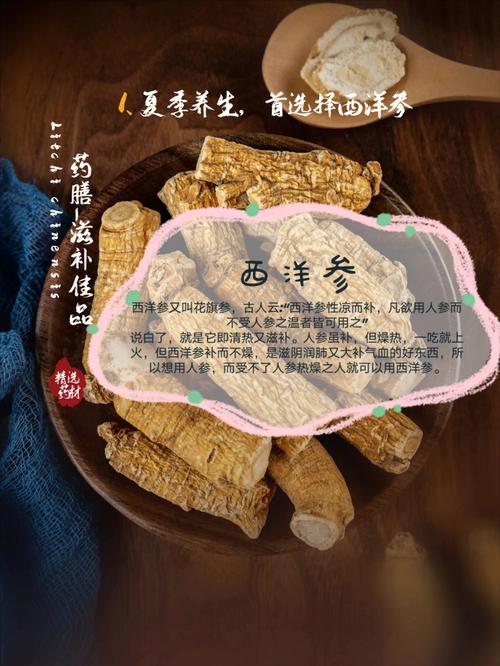 人夏季养生，首选择西洋参
Litchi chinensis
药膳-滋补佳品
精选
药材
西洋参
西洋参又叫花旗参，古人云:“西洋参性凉而补，凡欲用人参而
不受人参之温者皆可用之”
说白了，就是它即清热又滋补。人参虽补，但燥热，一吃就上
火，但西洋参补而不燥，是滋阴润肺又大补气血的好东西，所
以想用人参，而受不了人参热燥之人就可以用西洋参。